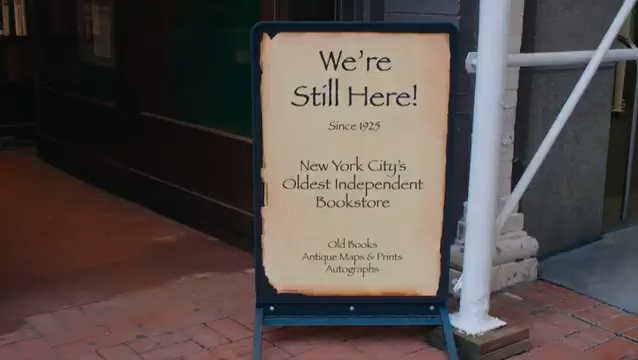 We're
Still Here!
Since 1925
New York City's
Oldest Independent
Bookstore
Old Books
Antique Maps & Prints
Autographs